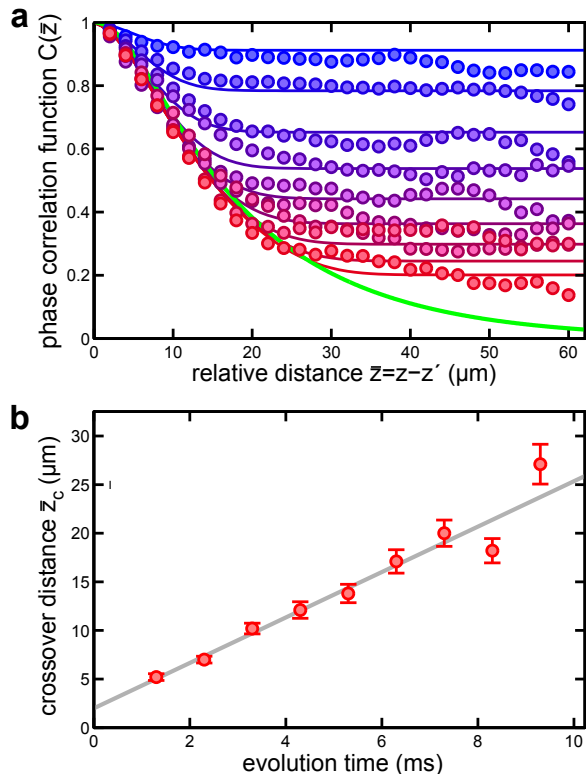 a
phase correlation function C(z̄)
1
0.8
0.6
0.4
0.2
0
0 10 20 30 40 50 60
relative distance z̄=z−z´ (μm)
b
crossover distance z̄_c (μm)
30
25
20
15
10
5
0
0 2 4 6 8 10
evolution time (ms)